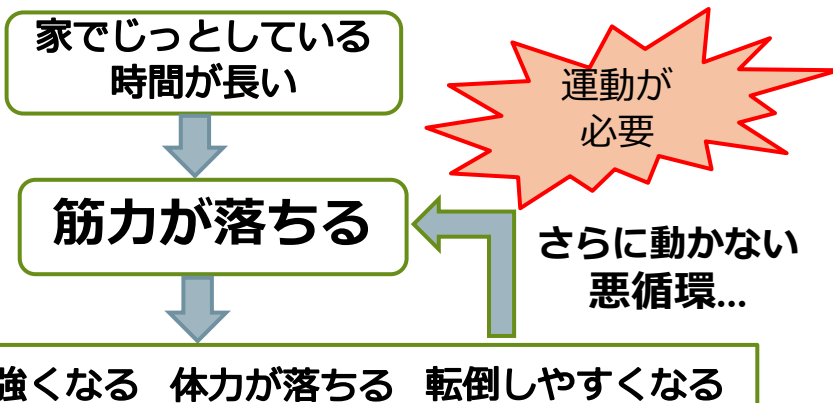 家でじっとしている
時間が長い
運動が
必要
筋力が落ちる
さらに動かない
悪循環...
強くなる 体力が落ちる 転倒しやすくなる